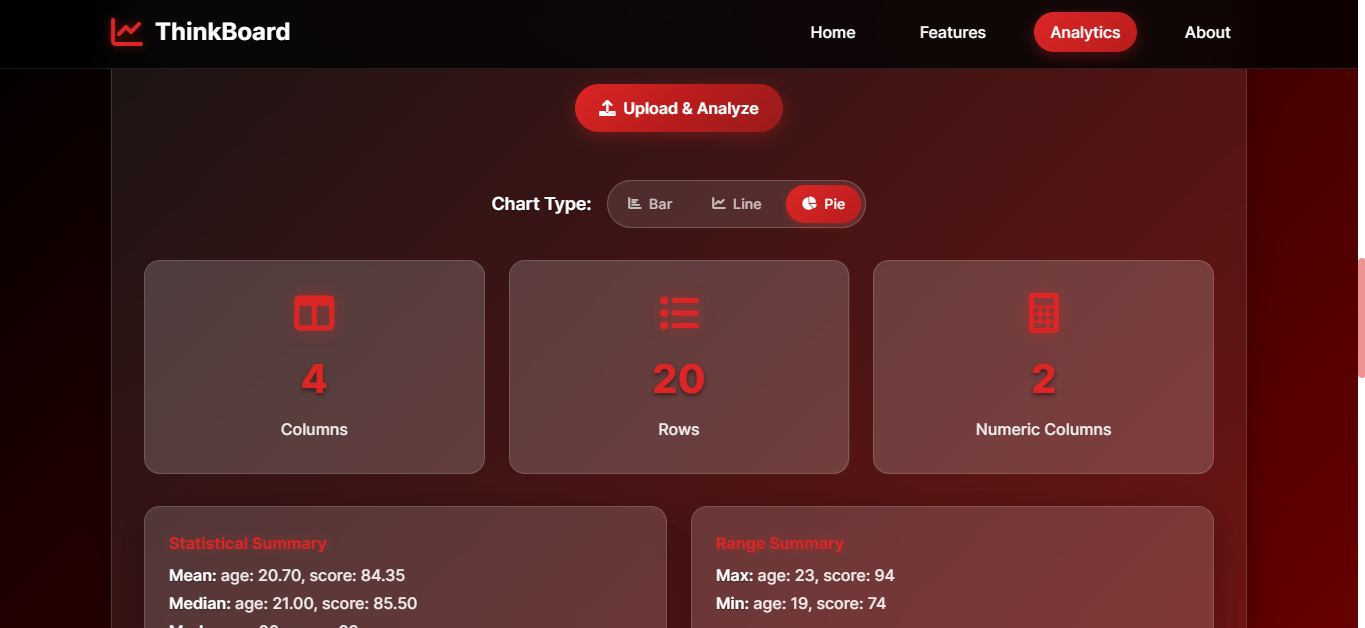 ThinkBoard
Home Features Analytics About
Upload & Analyze
Chart Type: Bar Line Pie
4
Columns
20
Rows
2
Numeric Columns
Statistical Summary
Mean: age: 20.70, score: 84.35
Median: age: 21.00, score: 85.50
Range Summary
Max: age: 23, score: 94
Min: age: 19, score: 74